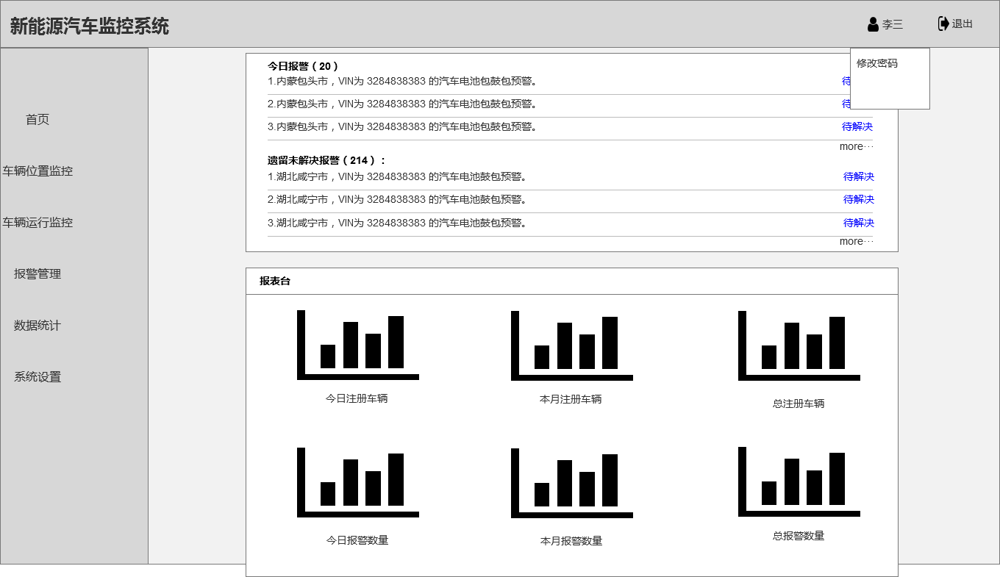 新能源汽车监控系统
李三
退出
修改密码
首页
车辆位置监控
车辆运行监控
报警管理
数据统计
系统设置
今日报警（20 ）
1.内蒙包头市，VIN为 3284838383 的汽车电池包鼓包预警。 待
2.内蒙包头市，VIN为 3284838383 的汽车电池鼓包预警。 待
3.内蒙包头市，VIN为 3284838383 的汽车电池鼓包预警。 待解决
more…
遗留未解决报警（214 ）：
1.湖北咸宁市，VIN为 3284838383 的汽车电池鼓包预警。 待解决
2.湖北咸宁市，VIN为 3284838383 的汽车电池鼓包预警。 待解决
3.湖北咸宁市，VIN为 3284838383 的汽车电池鼓包预警。 待解决
more…
报表台
今日注册车辆
本月注册车辆
总注册车辆
今日报警数量
本月报警数量
总报警数量